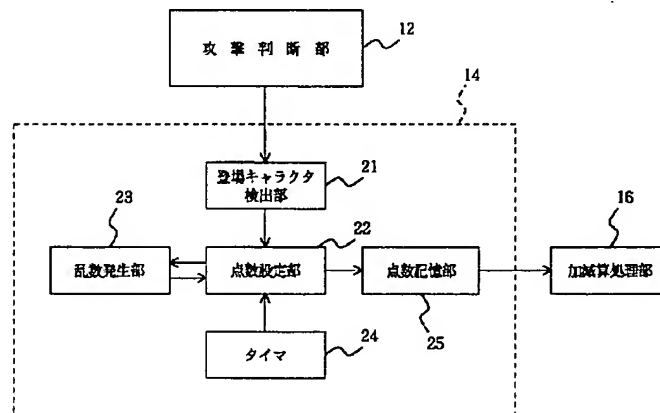 攻撃判断部
12
14
登場キャラクタ
検出部
21
23
22
16
乱数発生部
点数設定部
点数記憶部
加減算処理部
24
25
タイマ